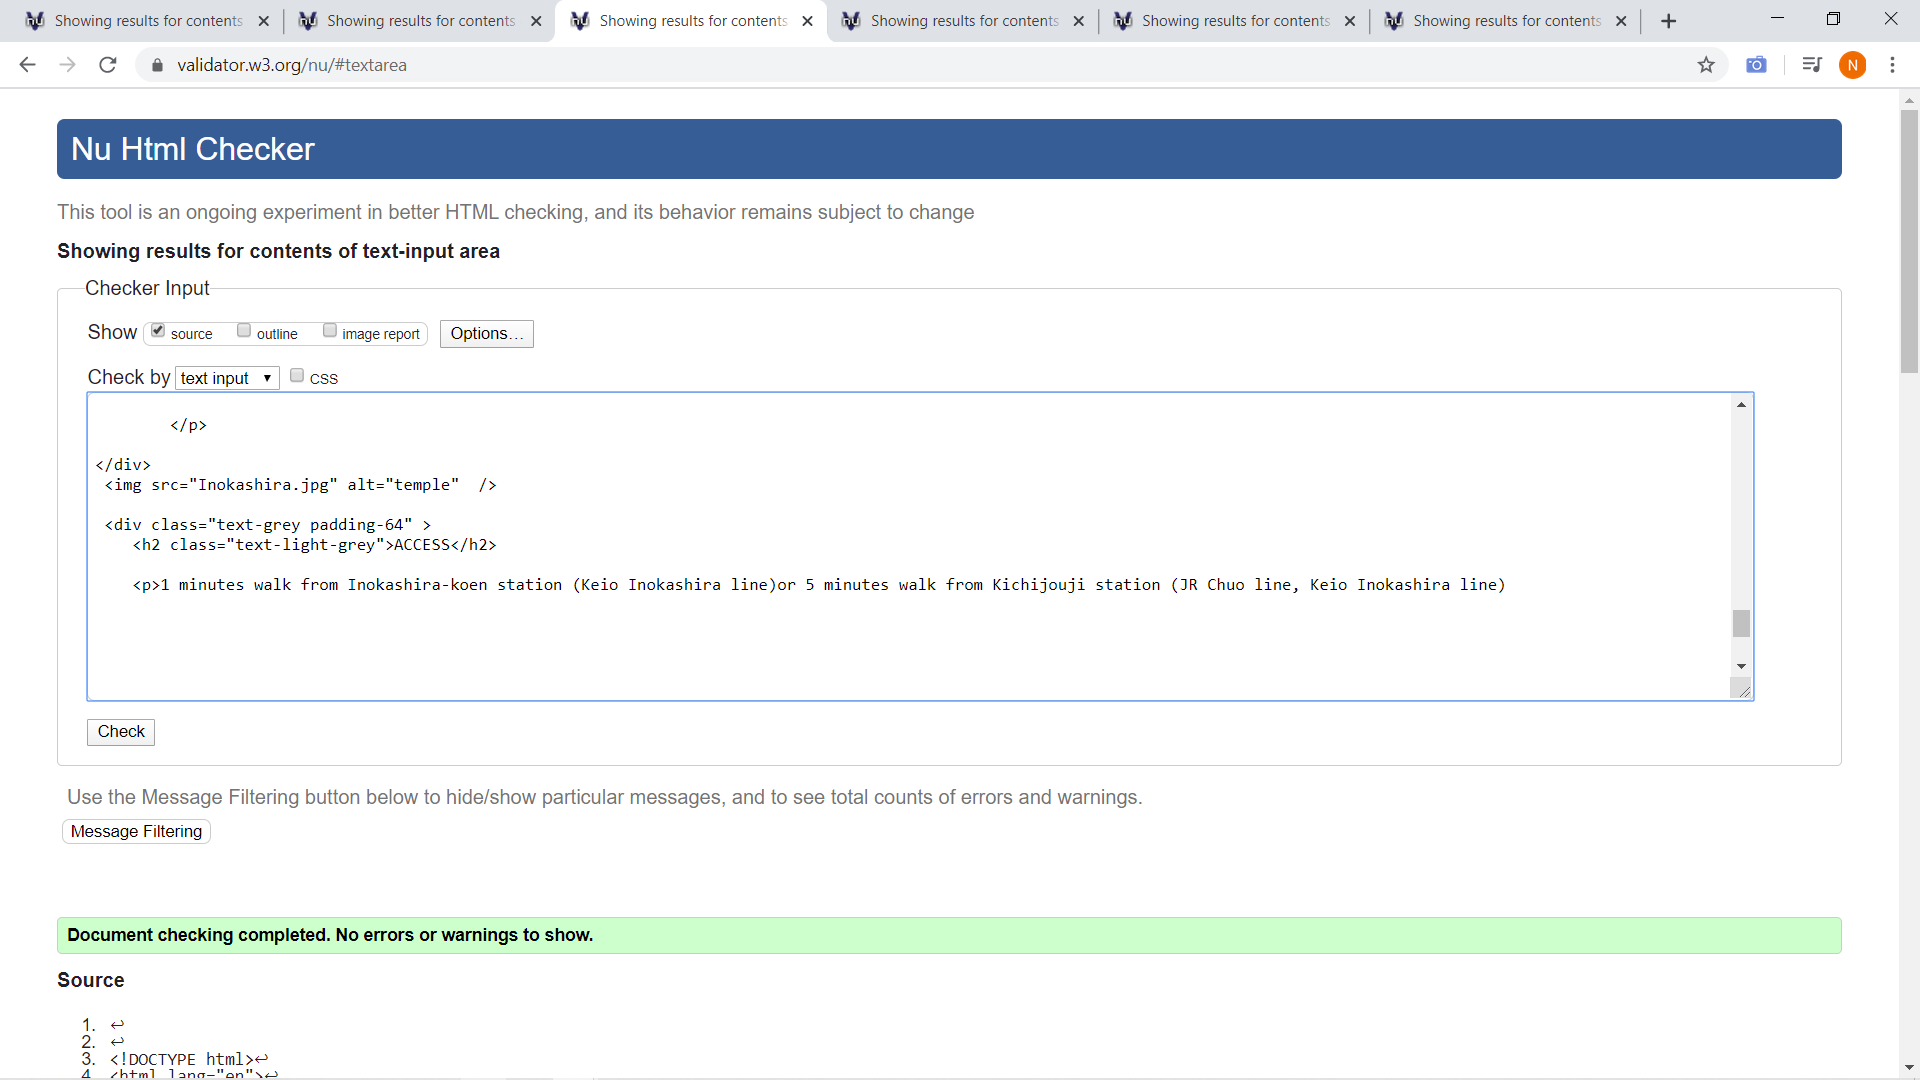 Showing results for contents
Showing results for contents
Showing results for contents
Showing results for contents
Showing results for contents
Showing results for contents
validator.w3.org/nu/#textarea
N
Nu Html Checker
This tool is an ongoing experiment in better HTML checking, and its behavior remains subject to change
Showing results for contents of text-input area
Checker Input
Show source outline image report Options…
Check by text input CSS
</p>
</div>
<img src="Inokashira.jpg" alt="temple"  />
<div class="text-grey padding-64" >
<h2 class="text-light-grey">ACCESS</h2>
<p>1 minutes walk from Inokashira-koen station (Keio Inokashira line)or 5 minutes walk from Kichijouji station (JR Chuo line, Keio Inokashira line)
Check
Use the Message Filtering button below to hide/show particular messages, and to see total counts of errors and warnings.
Message Filtering
Document checking completed. No errors or warnings to show.
Source
1. ↩
2. ↩
3. <!DOCTYPE html>↩
4. <html lang="en">↩